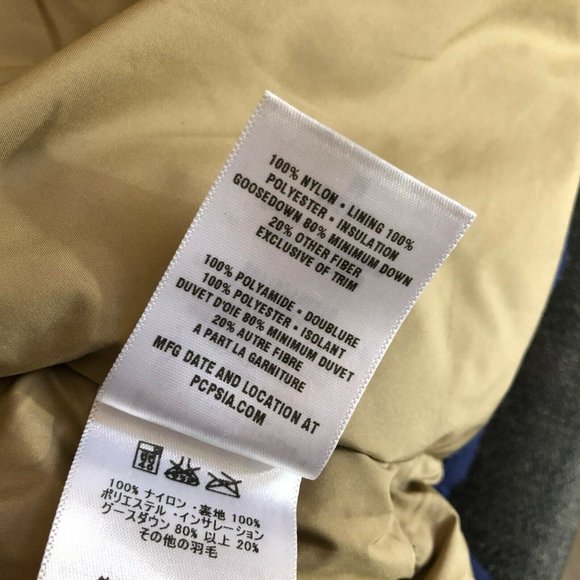 100% NYLON • LINING 100%
POLYESTER • INSULATION
GOOSEDOWN 80% MINIMUM DOWN
20% OTHER FIBER
EXCLUSIVE OF TRIM
100% POLYAMIDE • DOUBLURE
100% POLYESTER • ISOLANT
DUVET D'OIE 80% MINIMUM DUVET
20% AUTRE FIBRE
A PART LA GARNITURE
MFG DATE AND LOCATION AT
PCPSIA.COM
40
100% ナイロン・裏地 100%
ポリエステル・インサレーション
グースダウン 80% 以上 20%
その他の羽毛